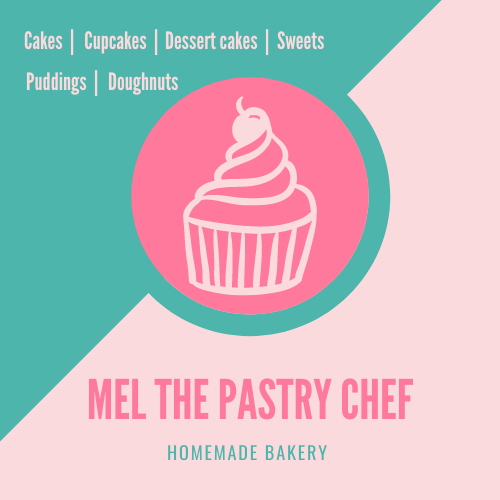 Cakes | Cupcakes | Dessert cakes | Sweets
Puddings | Doughnuts
MEL THE PASTRY CHEF
HOMEMADE BAKERY